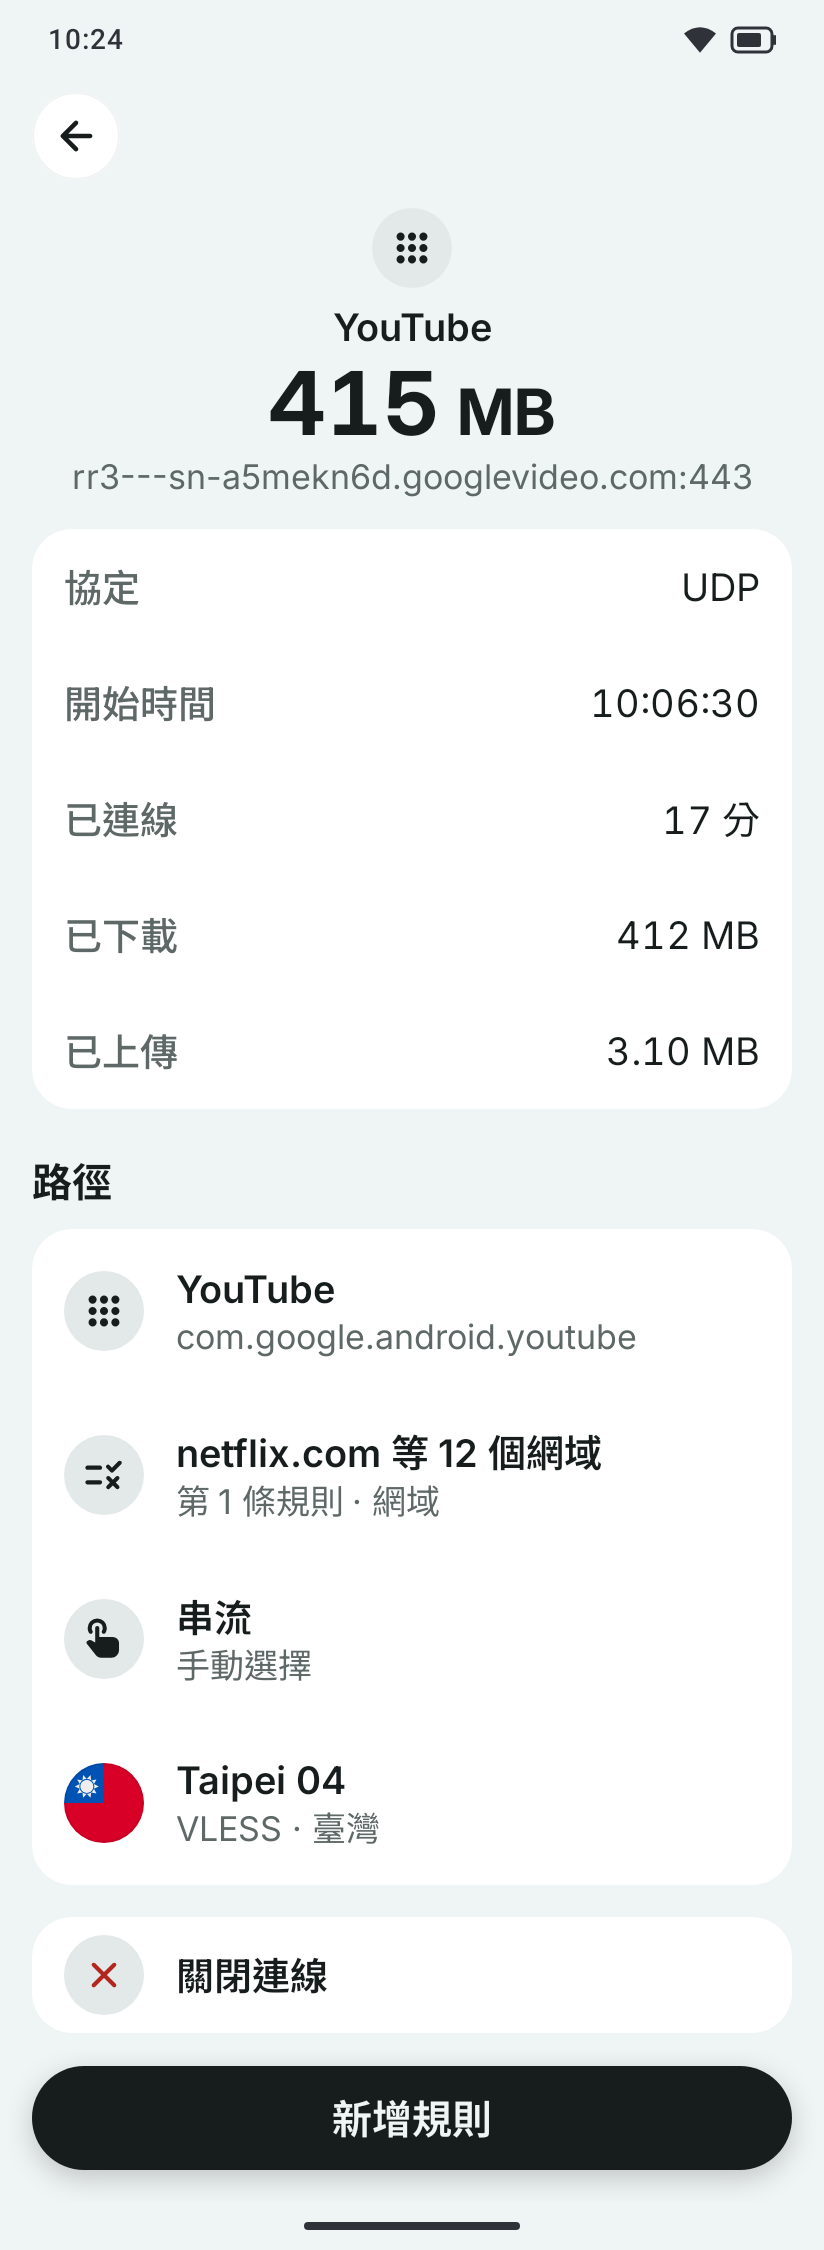 10:24
YouTube
415 MB
rr3---sn-a5mekn6d.googlevideo.com:443
協定
UDP
開始時間
10:06:30
已連線
17 分
已下載
412 MB
已上傳
3.10 MB
路徑
YouTube
com.google.android.youtube
netflix.com 等 12 個網域
第 1 條規則 · 網域
串流
手動選擇
Taipei 04
VLESS · 臺灣
關閉連線
新增規則